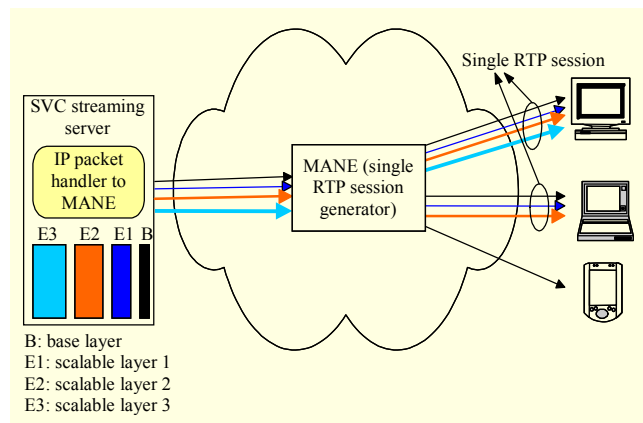 Single RTP session
SVC streaming
server
IP packet
handler to
MANE
MANE (single
RTP session
generator)
E3 E2 E1 B
B: base layer
E1: scalable layer 1
E2: scalable layer 2
E3: scalable layer 3